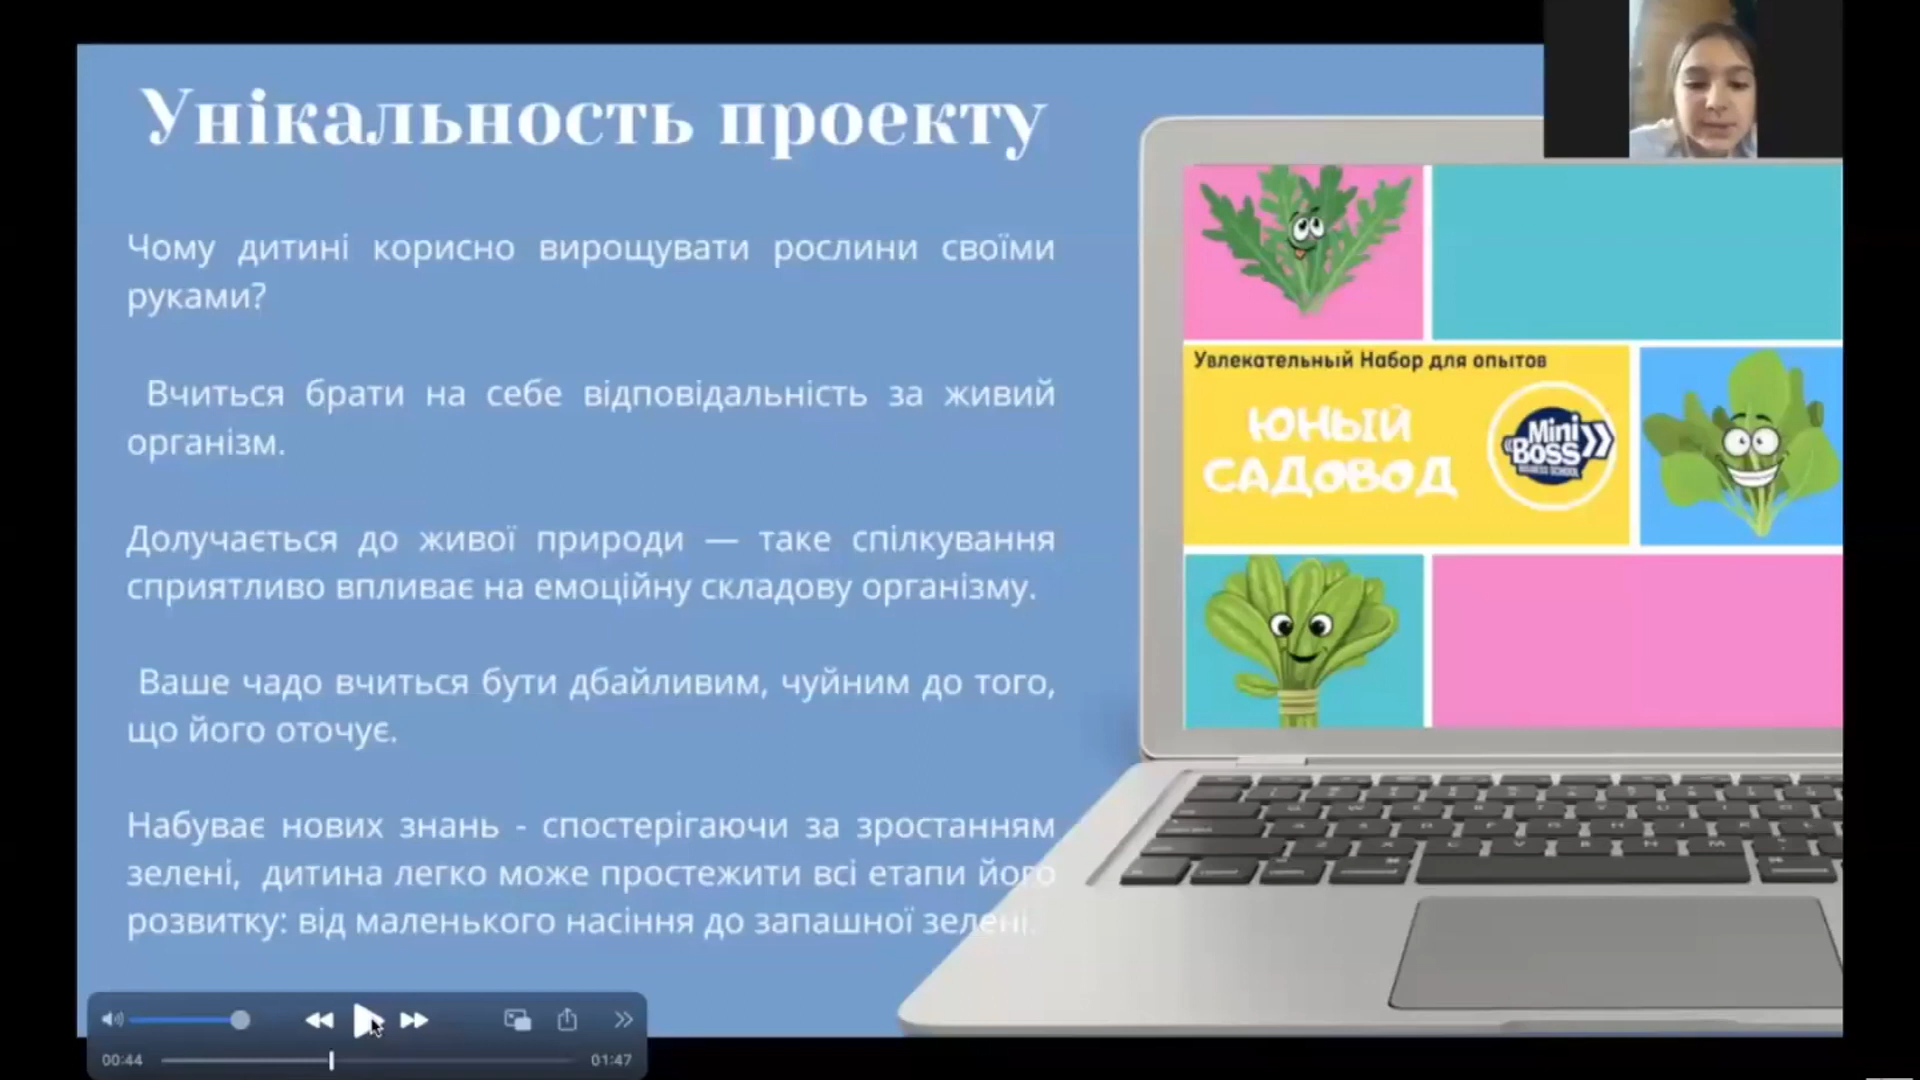 Унікальность проекту
Чому дитині корисно вирощувати рослини своїми
руками?
Вчиться брати на себе відповідальність за живий
організм.
Долучається до живої природи — таке спілкування
сприятливо впливає на емоційну складову організму.
Ваше чадо вчиться бути дбайливим, чуйним до того,
що його оточує.
Набуває нових знань - спостерігаючи за зростанням
зелені, дитина легко може простежити всі етапи його
розвитку: від маленького насіння до запашної зелені.
Увлекательный Набор для опытов
ЮНЫЙ
САДОВОД
Mini
BOSS
BUSINESS SCHOOL
00:44
01:47